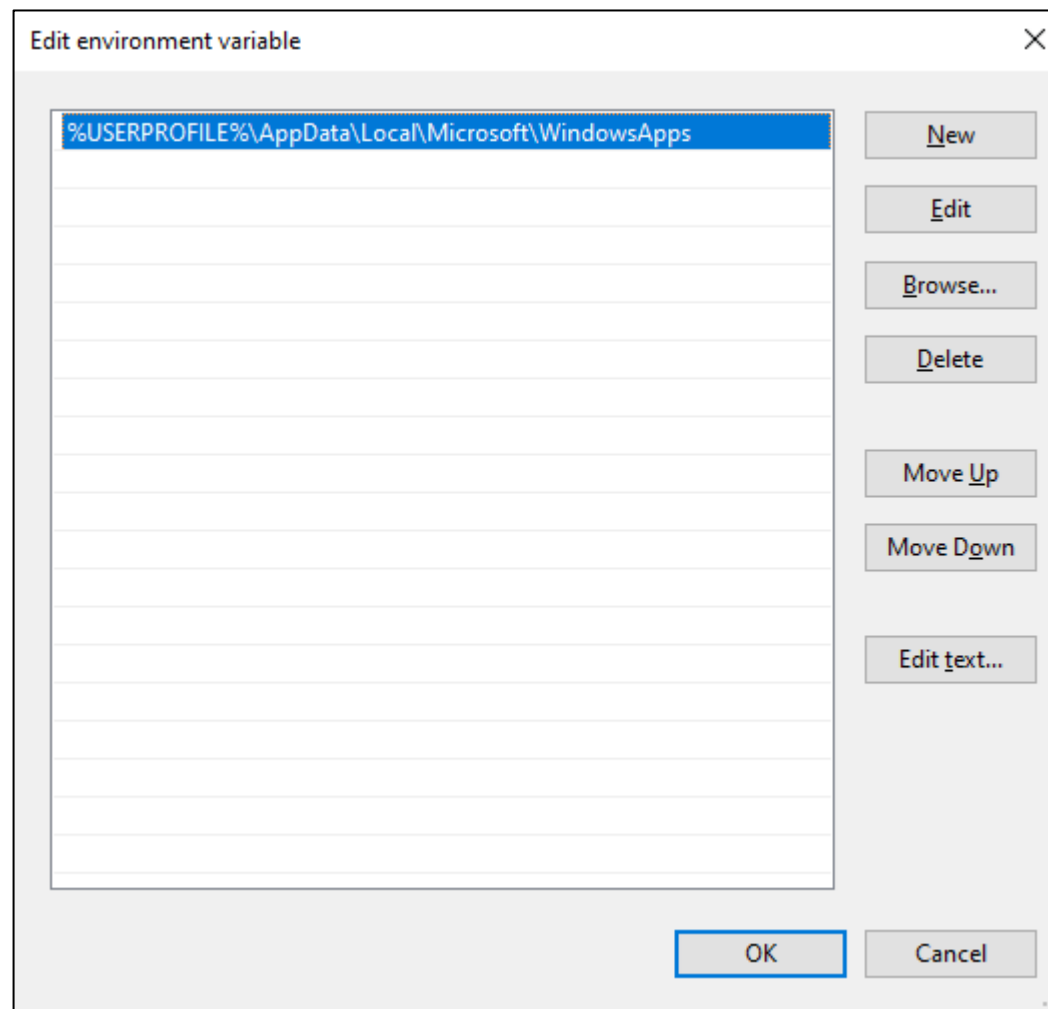 Edit environment variable
%USERPROFILE%\AppData\Local\Microsoft\WindowsApps
New
Edit
Browse...
Delete
Move Up
Move Down
Edit text...
OK
Cancel